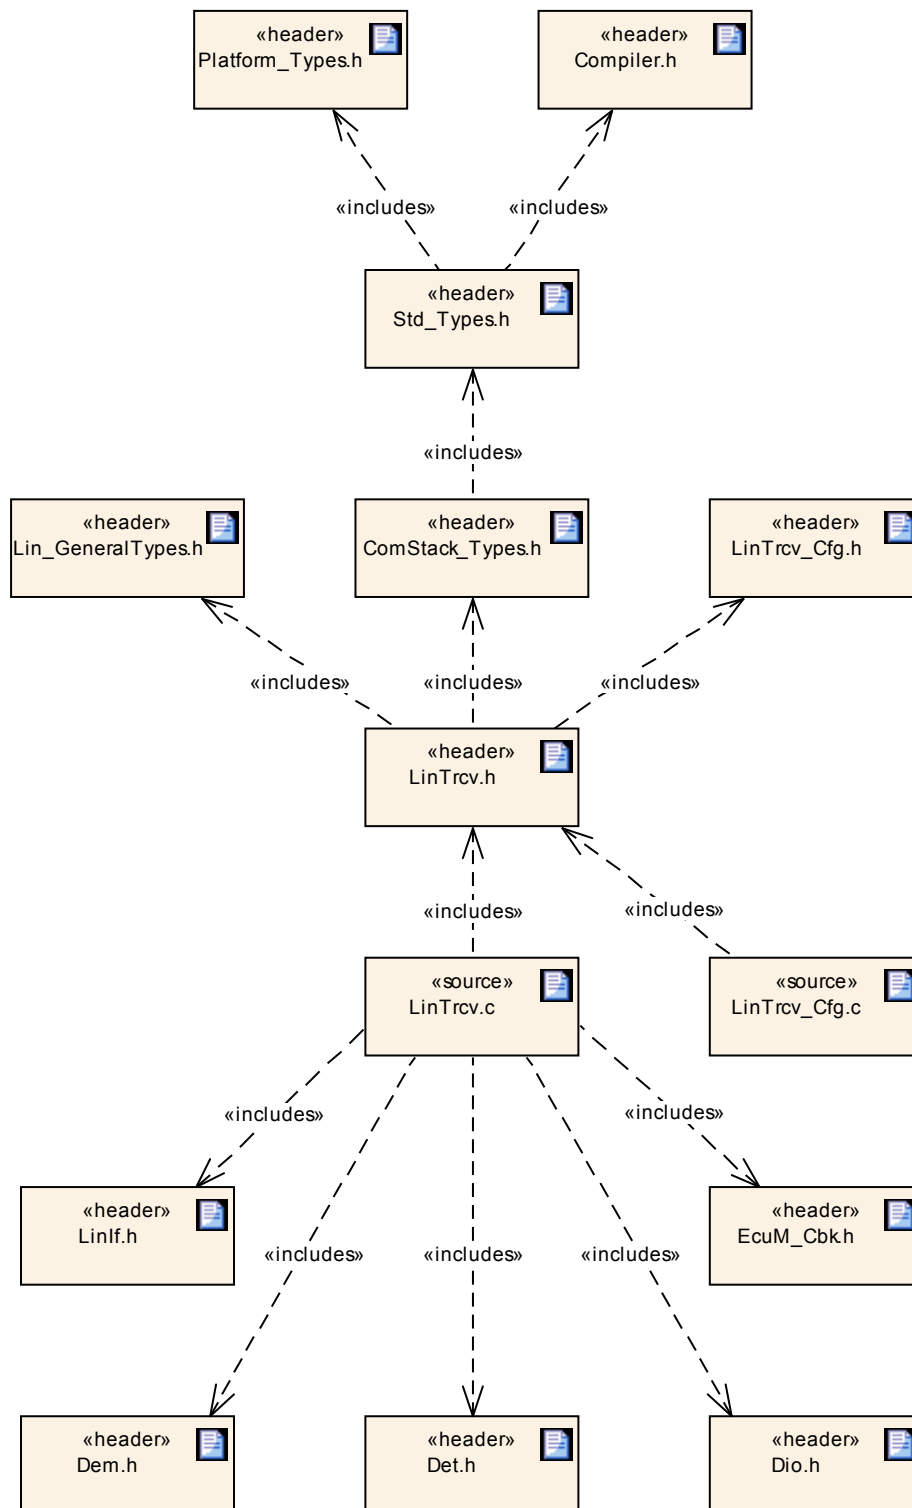 «header»
Platform_Types.h
«header»
Compiler.h
«includes»
«includes»
«header»
Std_Types.h
«includes»
«header»
Lin_GeneralTypes.h
«header»
ComStack_Types.h
«header»
LinTrcv_Cfg.h
«includes»
«includes»
«includes»
«header»
LinTrcv.h
«includes»
«includes»
«source»
LinTrcv.c
«source»
LinTrcv_Cfg.c
«includes»
«includes»
«header»
LinIf.h
«header»
EcuM_Cbk.h
«includes»
«includes»
«includes»
«header»
Dem.h
«header»
Det.h
«header»
Dio.h